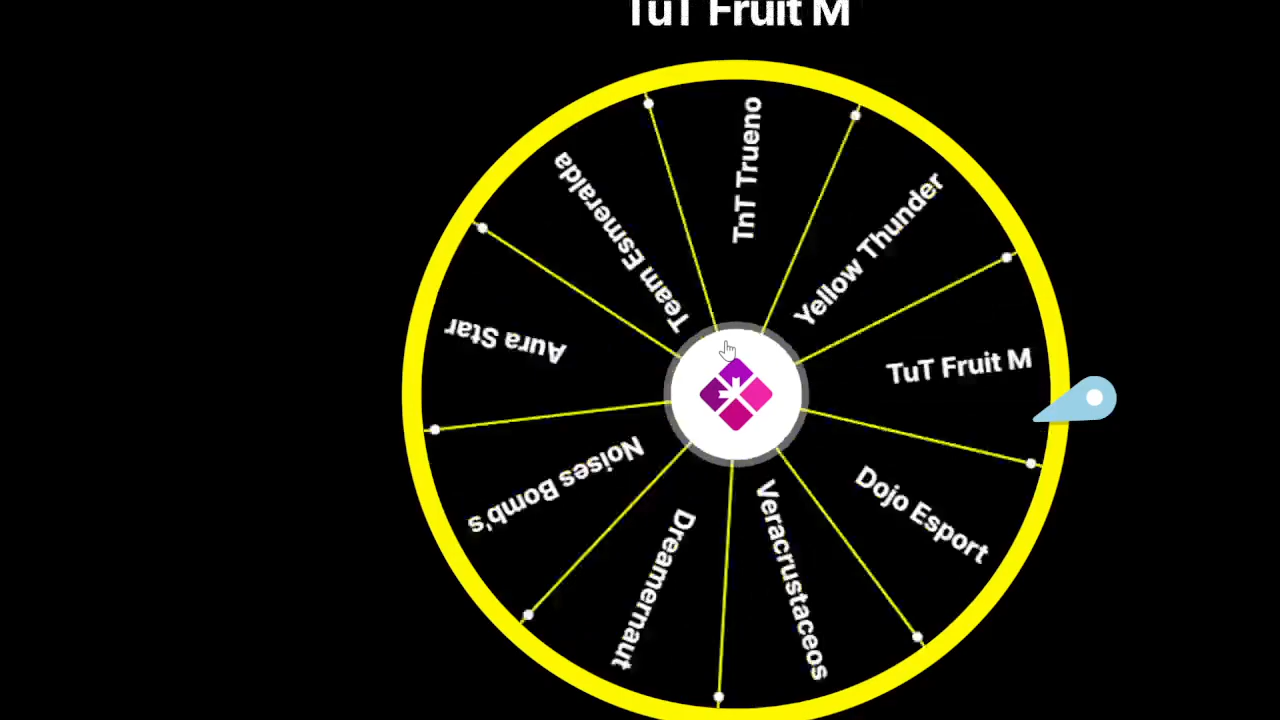 TuT Fruit M
TnT Trueno
Yellow Thunder
TuT Fruit M
Dojo Esport
Veracrustaceos
Dreamernaut
Noises Bomb's
Aura Star
Team Esmeralda